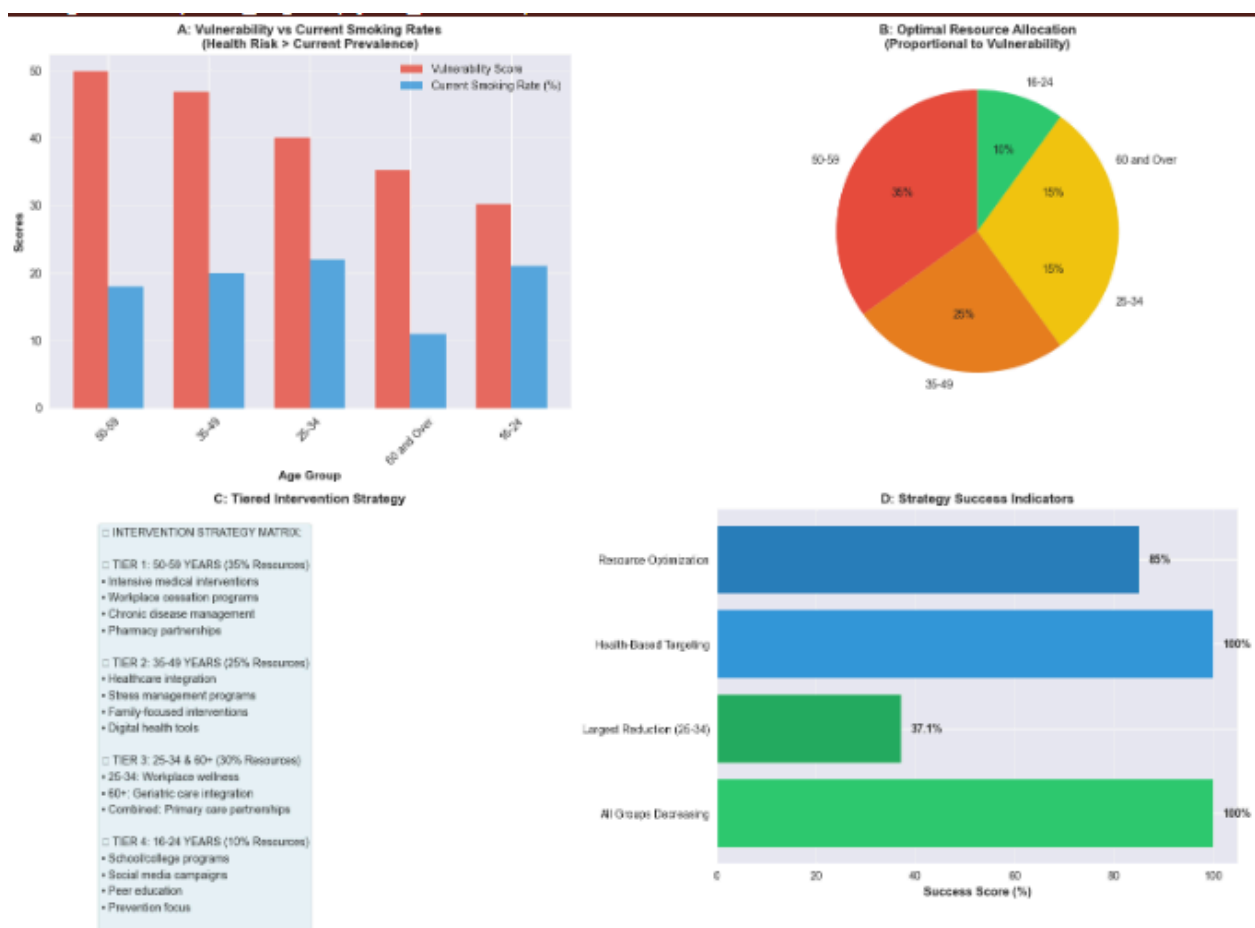 A: Vulnerability vs Current Smoking Rates
(Health Risk > Current Prevalence)
Vulnerability Score
Current Smoking Rate (%)
Scores
50
40
30
20
10
0
50-59
35-49
25-34
60 and Over
16-24
Age Group
B: Optimal Resource Allocation
(Proportional to Vulnerability)
16-24
10%
60 and Over
15%
50-59
35%
15%
25-34
25%
35-49
C: Tiered Intervention Strategy
□ INTERVENTION STRATEGY MATRIX:
□ TIER 1: 50-59 YEARS (35% Resources)
• Intensive medical interventions
• Workplace cessation programs
• Chronic disease management
• Pharmacy partnerships
□ TIER 2: 35-49 YEARS (25% Resources)
• Healthcare integration
• Stress management programs
• Family-focused interventions
• Digital health tools
□ TIER 3: 25-34 & 60+ (30% Resources)
• 25-34: Workplace wellness
• 60+: Geriatric care integration
• Combined: Primary care partnerships
□ TIER 4: 16-24 YEARS (10% Resources)
• School/college programs
• Social media campaigns
• Peer education
• Prevention focus
D: Strategy Success Indicators
Resource Optimization
85%
Health-Based Targeting
100%
Largest Reduction (25-34)
37.1%
All Groups Decreasing
100%
0
20
40
60
80
100
Success Score (%)